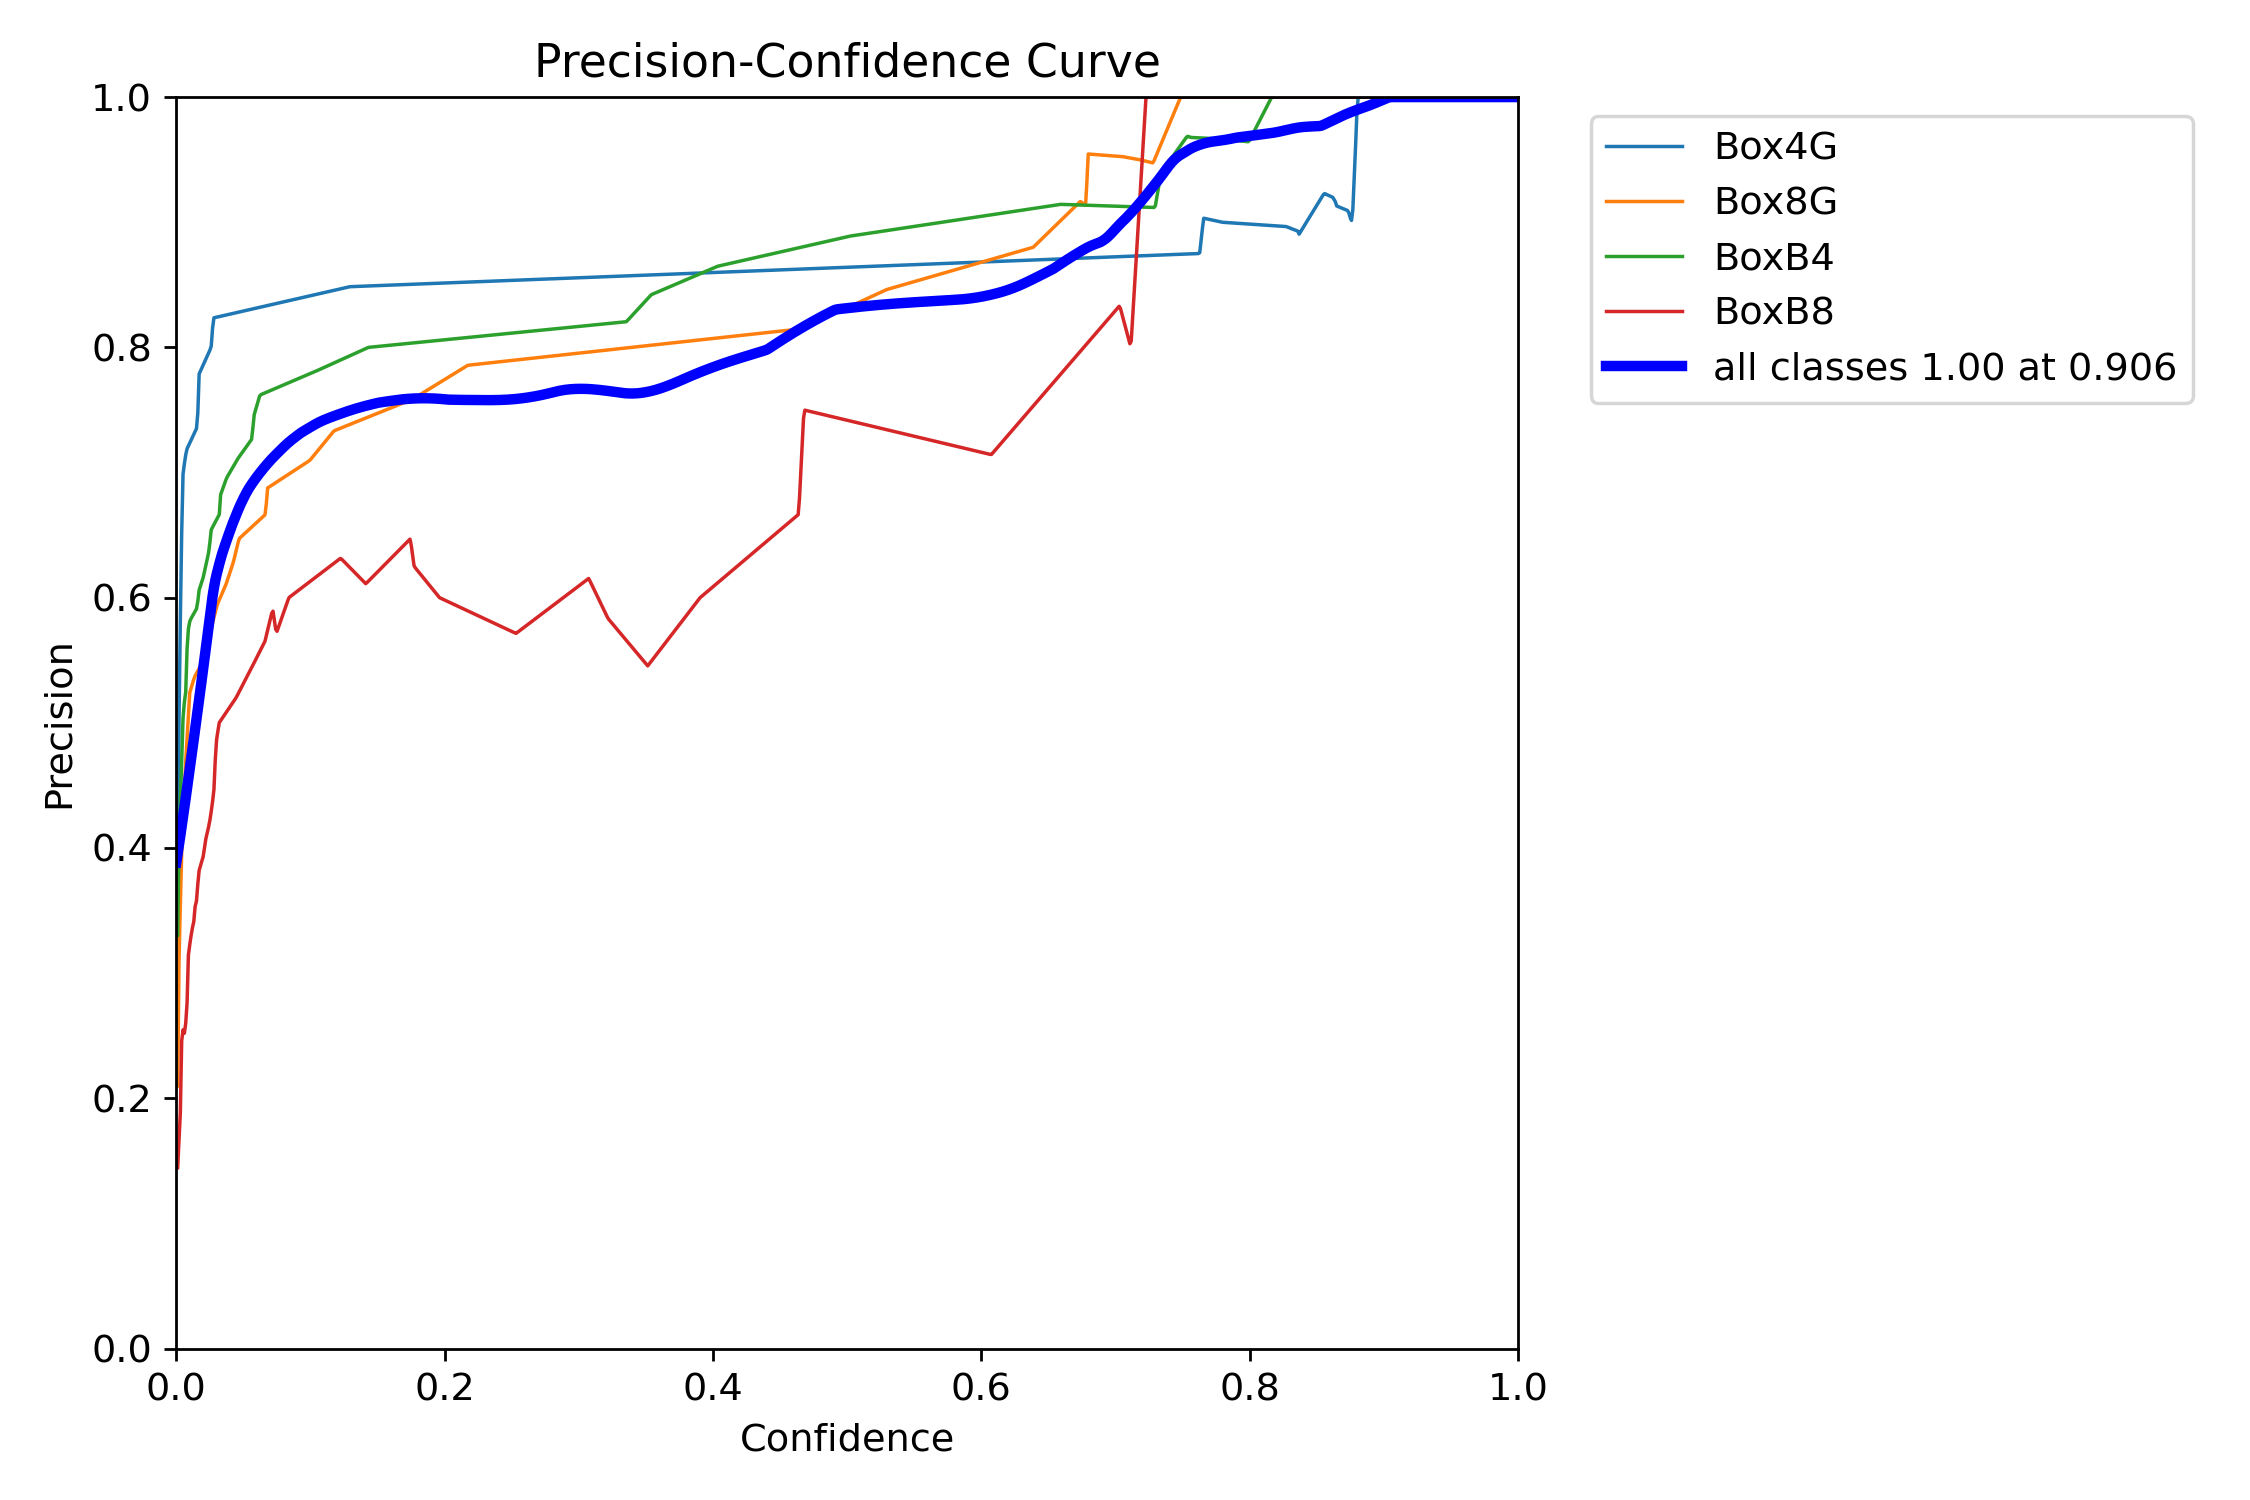 Precision-Confidence Curve
1.0
0.8
0.6
0.4
0.2
0.0
Precision
0.0 0.2 0.4 0.6 0.8 1.0
Confidence
Box4G
Box8G
BoxB4
BoxB8
all classes 1.00 at 0.906